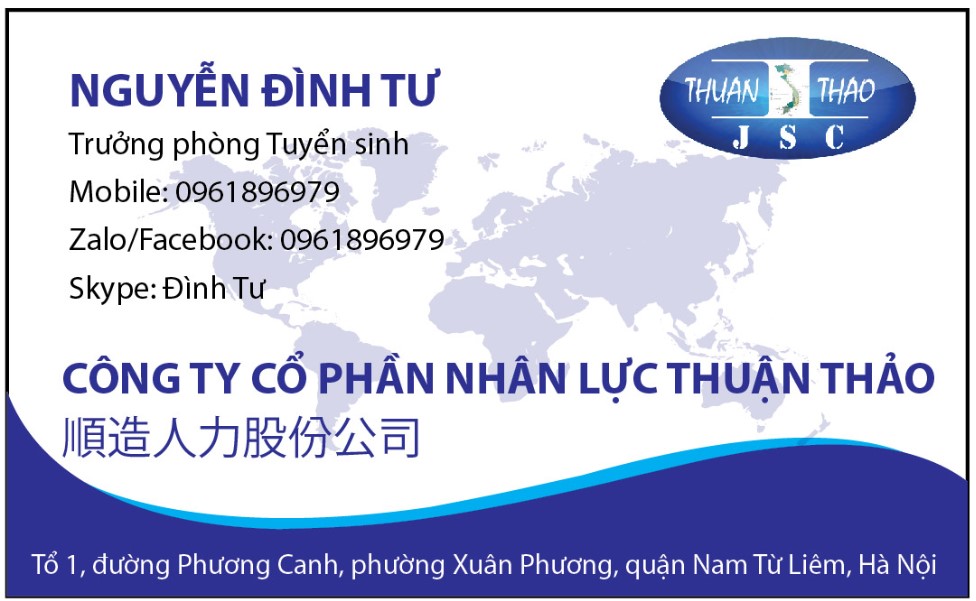 NGUYỄN ĐÌNH TƯ
Trưởng phòng Tuyển sinh
Mobile: 0961896979
Zalo/Facebook: 0961896979
Skype: Đình Tư
THUAN THAO
J S C
CÔNG TY CỔ PHẦN NHÂN LỰC THUẬN THẢO
順造人力股份公司
Tổ 1, đường Phương Canh, phường Xuân Phương, quận Nam Từ Liêm, Hà Nội